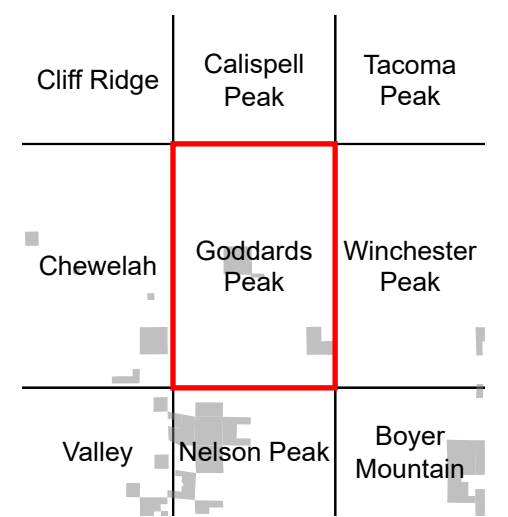 Cliff Ridge
Calispell
Peak
Tacoma
Peak
Chewelah
Goddards
Peak
Winchester
Peak
Valley
Nelson Peak
Boyer
Mountain